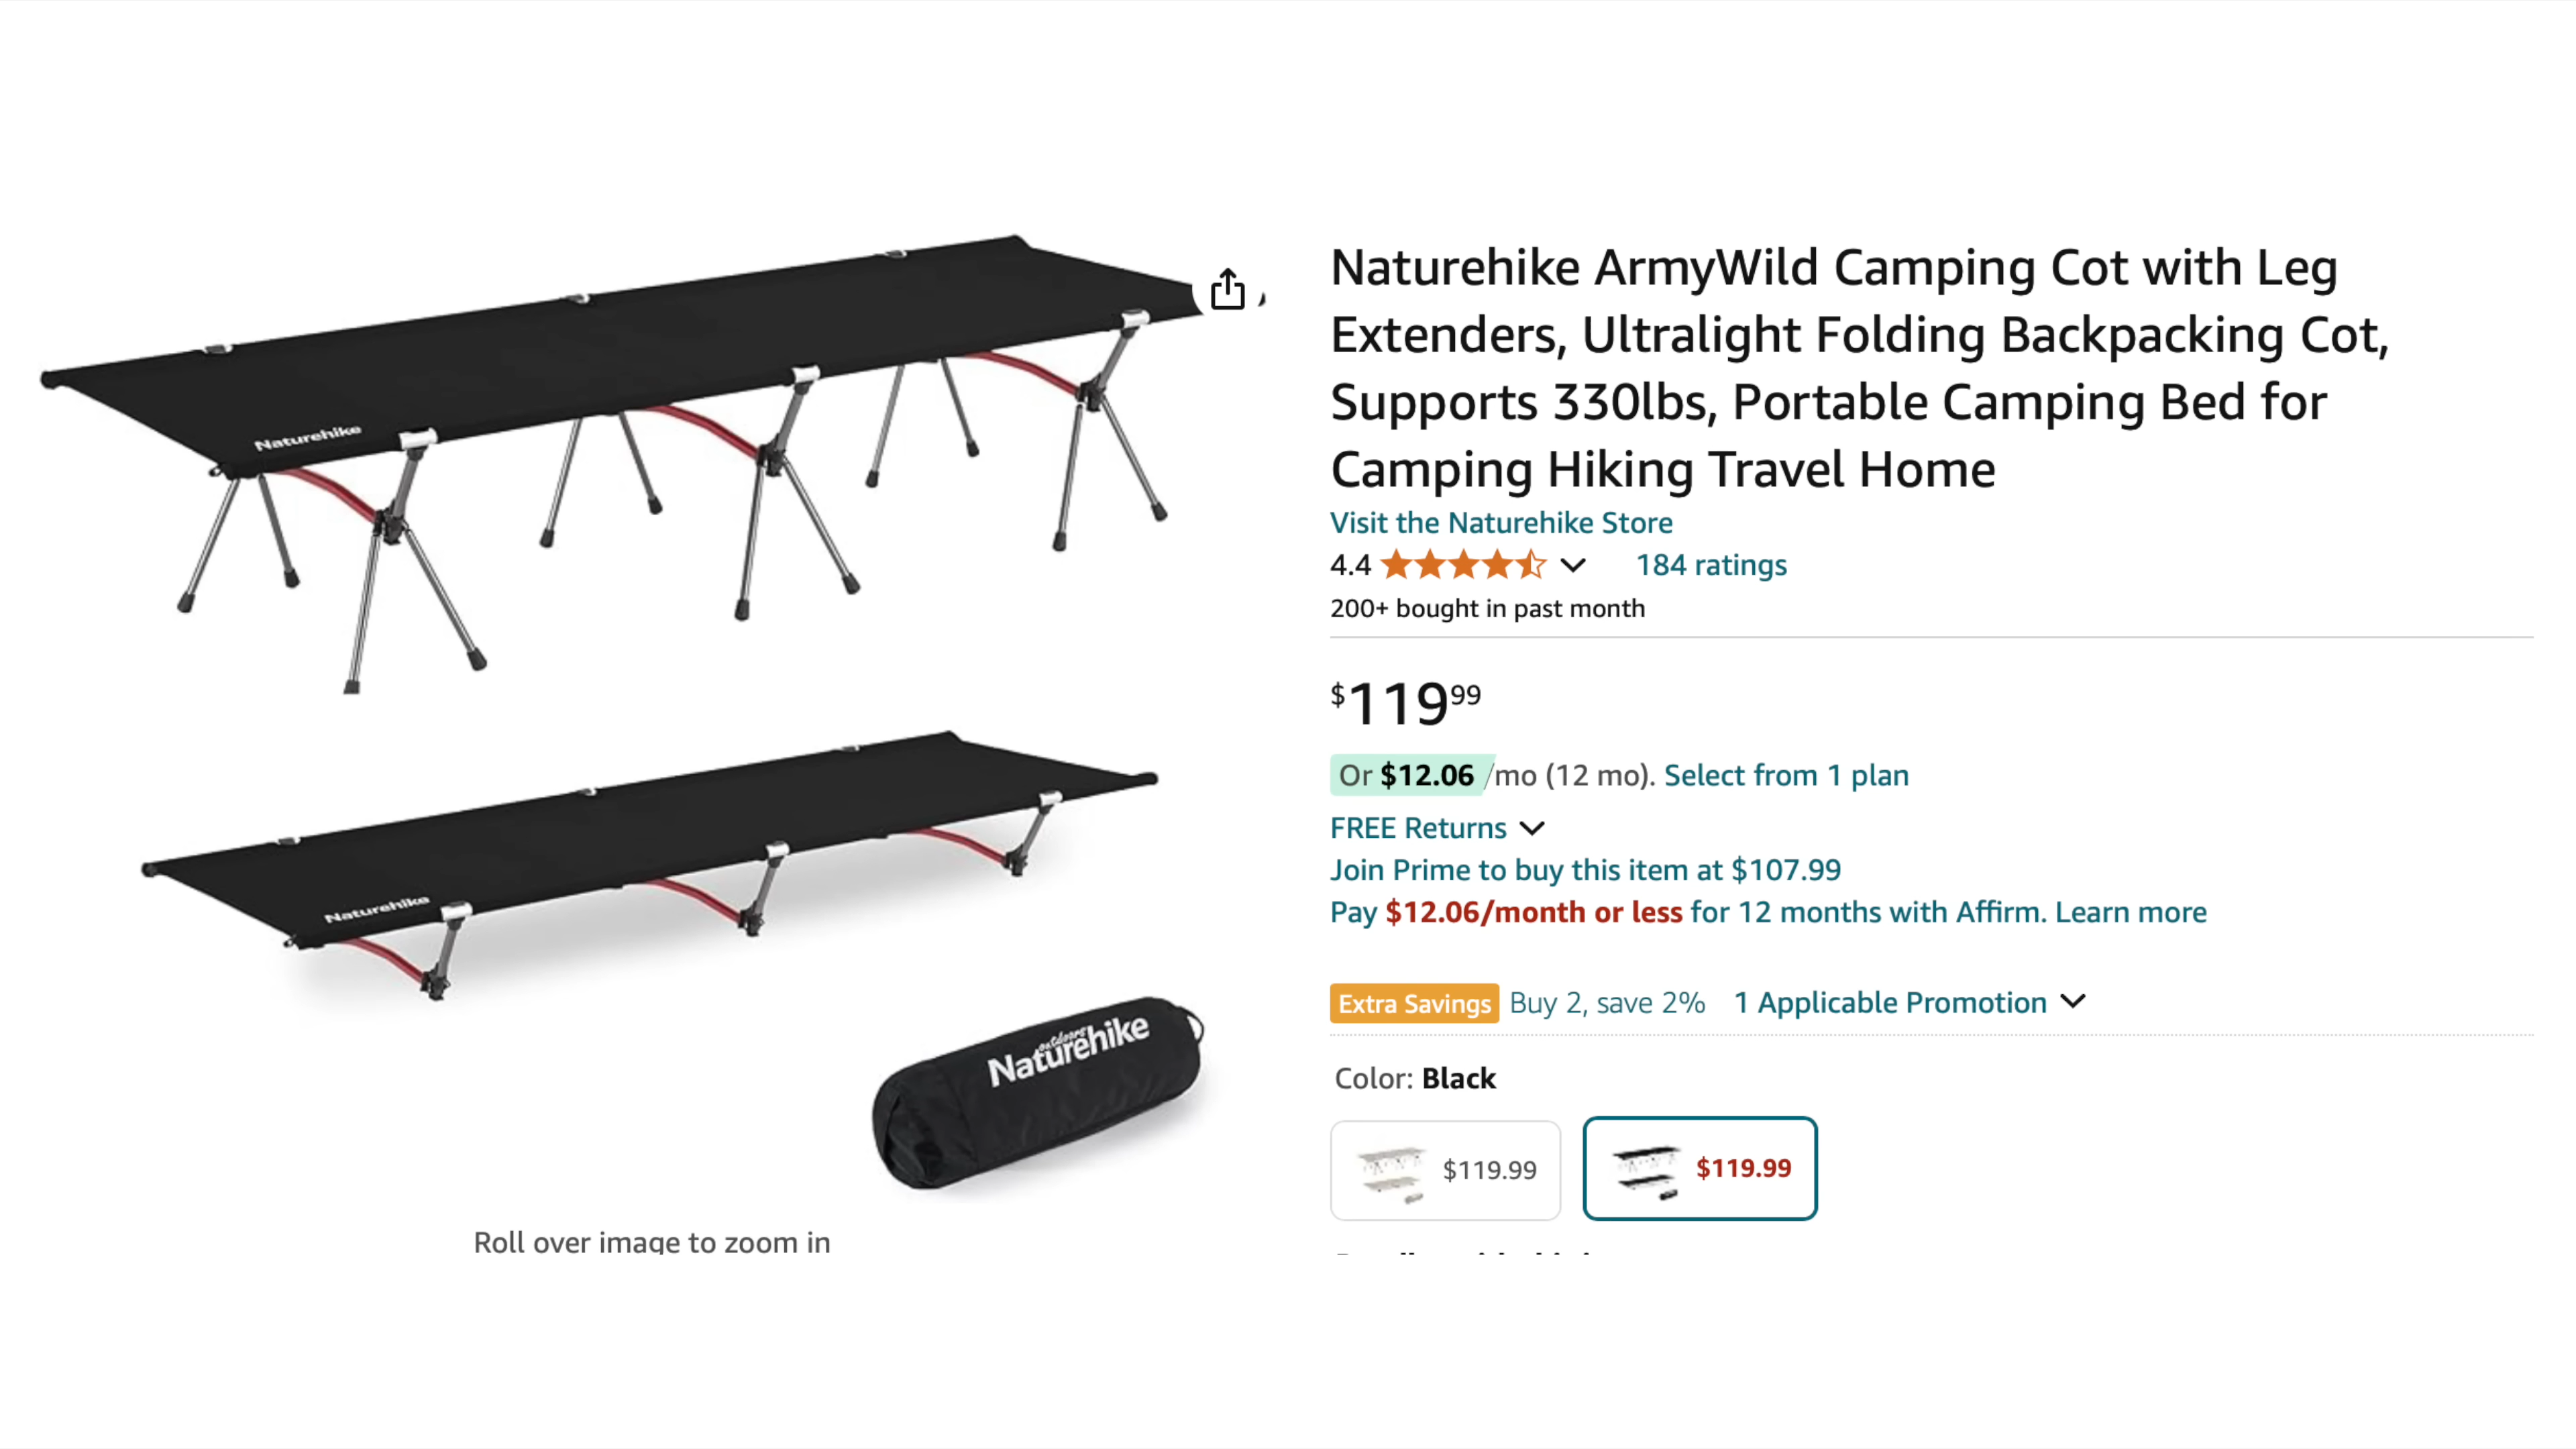 Naturehike
Naturehike
outdoors
Naturehike
Roll over image to zoom in
Naturehike ArmyWild Camping Cot with Leg
Extenders, Ultralight Folding Backpacking Cot,
Supports 330lbs, Portable Camping Bed for
Camping Hiking Travel Home
Visit the Naturehike Store
4.4 184 ratings
200+ bought in past month
$119 99
Or $12.06 /mo (12 mo). Select from 1 plan
FREE Returns
Join Prime to buy this item at $107.99
Pay $12.06/month or less for 12 months with Affirm. Learn more
Extra Savings Buy 2, save 2% 1 Applicable Promotion
Color: Black
$119.99 $119.99